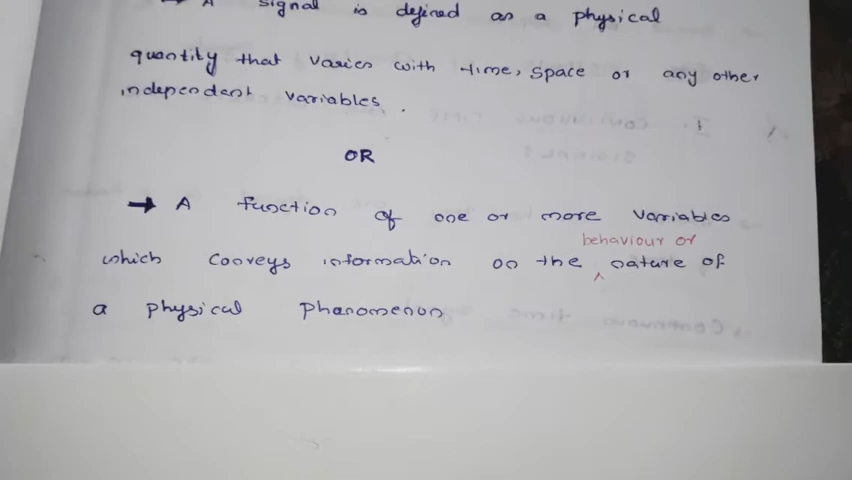 → A signal is defined as a physical
quantity that varies with time, space or any other
independent variables.
OR
→ A function of one or more variables
which conveys information on the behaviour or nature of
a physical phanomenon